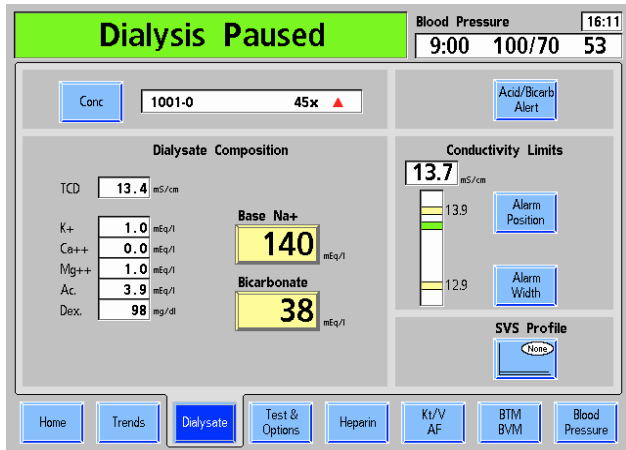 Dialysis Paused
Blood Pressure 16:11
9:00 100/70 53
Conc 1001-0 45x
Acid/Bicarb
Alert
Dialysate Composition
TCD 13.4 mS/cm
K+ 1.0 mEq/l
Ca++ 0.0 mEq/l
Mg++ 1.0 mEq/l
Ac. 3.9 mEq/l
Dex. 98 mg/dl
Base Na+
140 mEq/l
Bicarbonate
38 mEq/l
Conductivity Limits
13.7 mS/cm
13.9
12.9
Alarm
Position
Alarm
Width
SVS Profile
None
Home
Trends
Dialysate
Test &
Options
Heparin
Kt/V
AF
BTM
BVM
Blood
Pressure